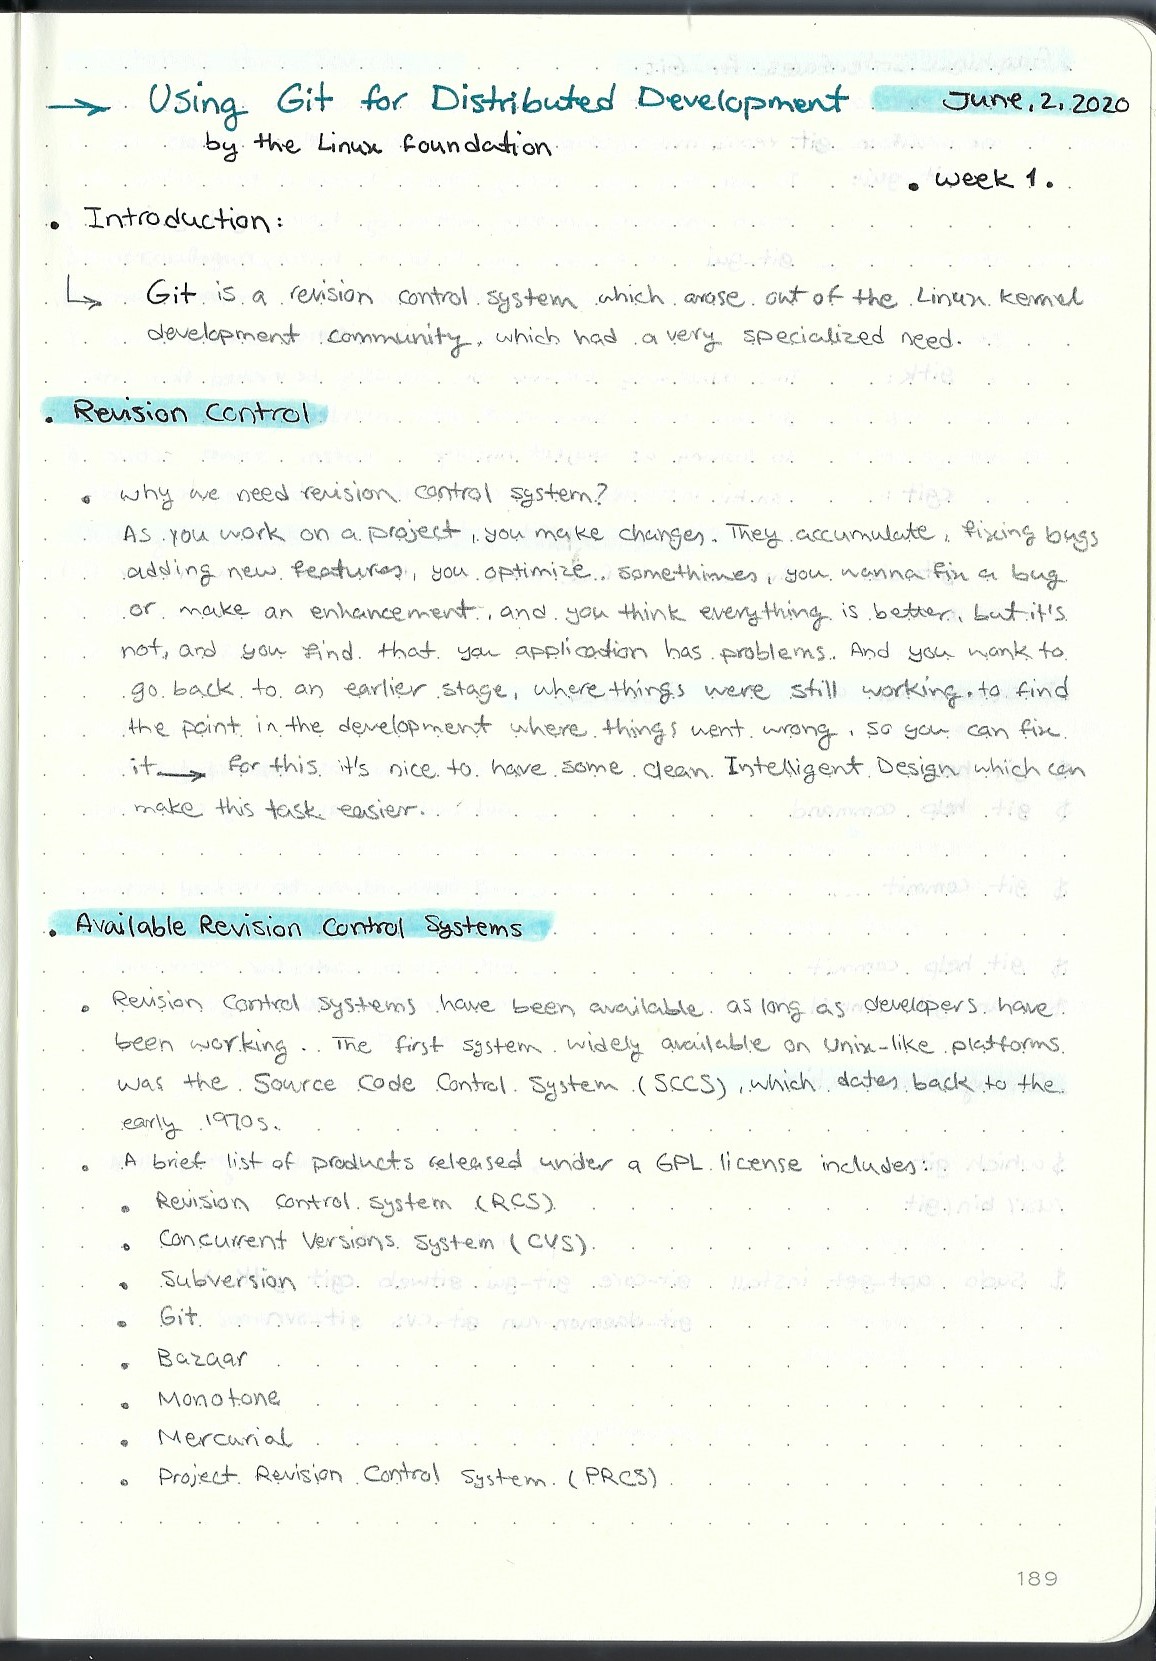 → Using Git for Distributed Development June, 2, 2020
by the Linux foundation
• Week 1.
• Introduction:
↳ Git is a revision control system which arose out of the Linux kernel
development community, which had a very specialized need.
• Revision Control
• Why we need revision control system?
As you work on a project, you make changes. They accumulate, fixing bugs
adding new features, you optimize. somethimes, you wanna fix a bug
or make an enhancement, and you think everything is better, but it's
not, and you find that you application has problems. And you wank to
go back to an earlier stage, where things were still working, to find
the point in the development where things went wrong, so you can fix
it → for this it's nice to have some clean Intelligent Design which can
make this task easier.
• Available Revision Control Systems
• Revision Control systems have been available as long as developers have
been working. The first system widely available on Unix-like platforms
was the Source Code Control System (SCCS), which dates back to the
early 1970s.
• A brief list of products released under a GPL license includes:
• Revision Control System (RCS)
• Concurrent Versions System (CVS)
• Subversion
• Git
• Bazaar
• Monotone
• Mercurial
• Project Revision Control System (PRCS)
189